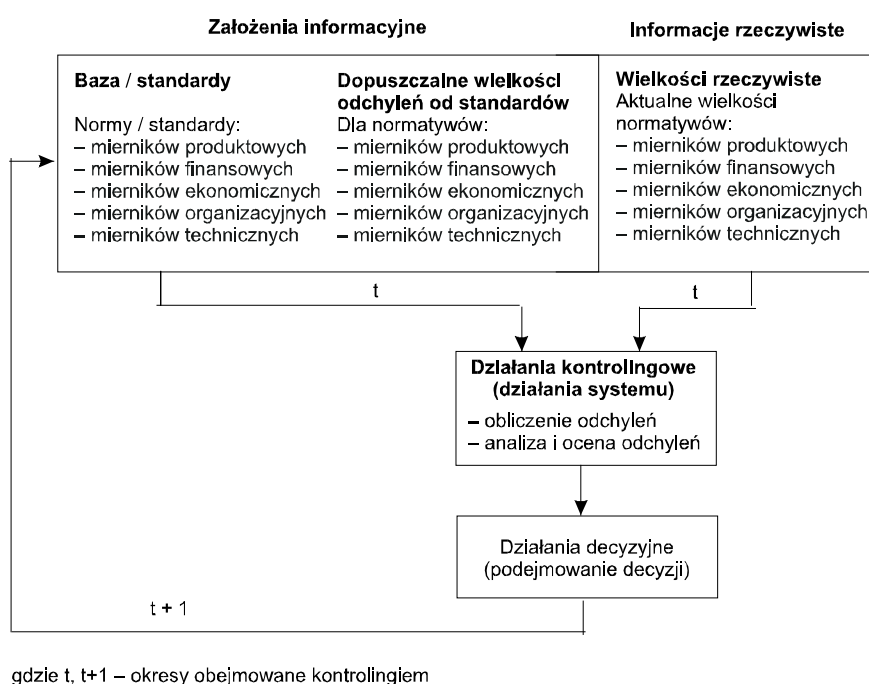 Założenia informacyjne
Informacje rzeczywiste
Baza / standardy
Normy / standardy:
– mierników produktowych
– mierników finansowych
– mierników ekonomicznych
– mierników organizacyjnych
– mierników technicznych
Dopuszczalne wielkości
odchyleń od standardów
Dla normatywów:
– mierników produktowych
– mierników finansowych
– mierników ekonomicznych
– mierników organizacyjnych
– mierników technicznych
Wielkości rzeczywiste
Aktualne wielkości
normatywów:
– mierników produktowych
– mierników finansowych
– mierników ekonomicznych
– mierników organizacyjnych
– mierników technicznych
t
t
Działania kontrolingowe
(działania systemu)
– obliczenie odchyleń
– analiza i ocena odchyleń
Działania decyzyjne
(podejmowanie decyzji)
t + 1
gdzie t, t+1 – okresy obejmowane kontrolingiem